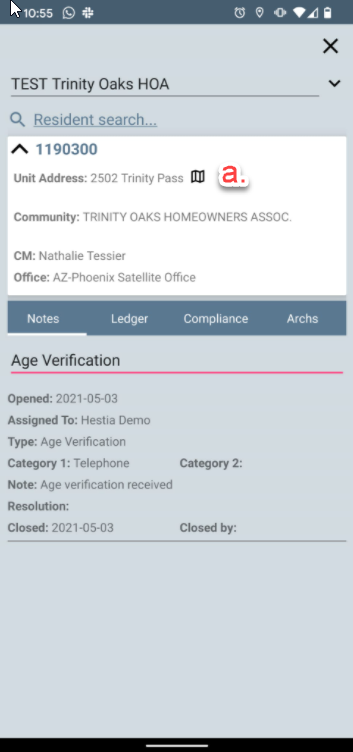 10:55
TEST Trinity Oaks HOA
Resident search...
1190300
Unit Address: 2502 Trinity Pass
a.
Community: TRINITY OAKS HOMEOWNERS ASSOC.
CM: Nathalie Tessier
Office: AZ-Phoenix Satellite Office
Notes Ledger Compliance Archs
Age Verification
Opened: 2021-05-03
Assigned To: Hestia Demo
Type: Age Verification
Category 1: Telephone Category 2:
Note: Age verification received
Resolution:
Closed: 2021-05-03 Closed by: